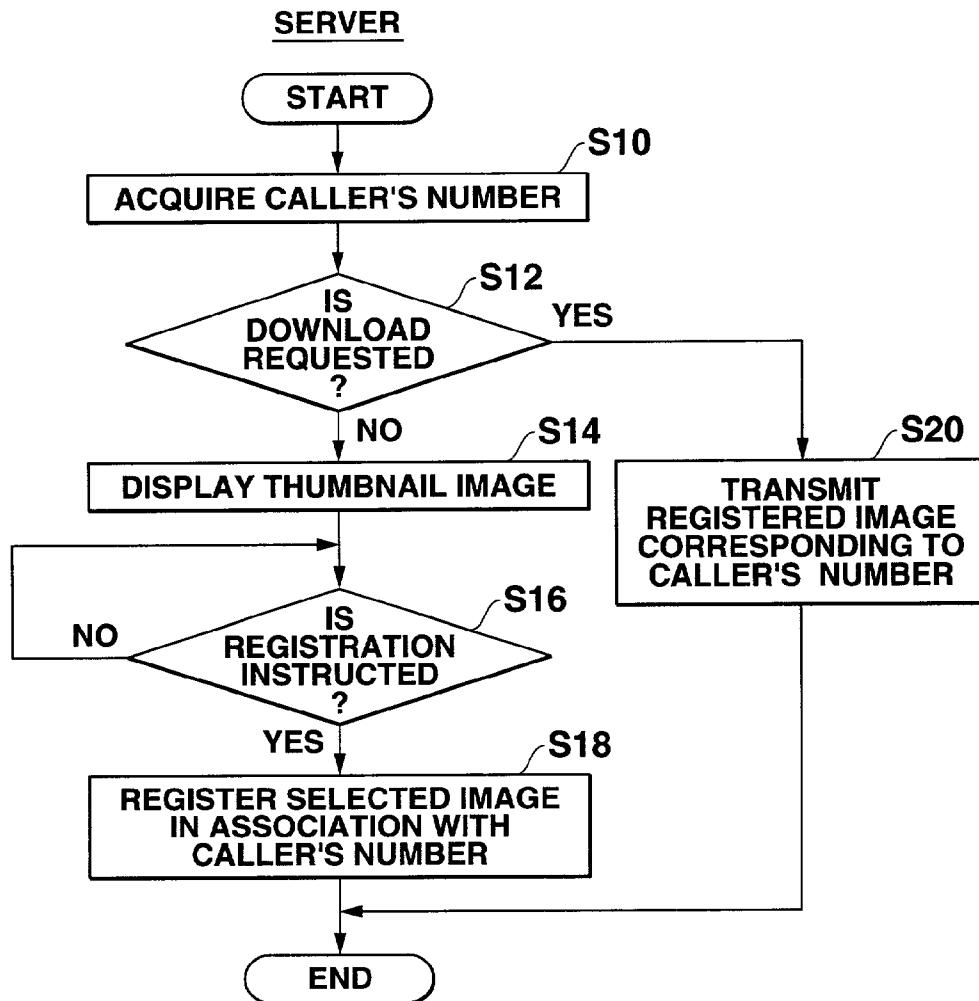 SERVER
START
S10
ACQUIRE CALLER'S NUMBER
S12
IS
DOWNLOAD
REQUESTED
?
YES
NO
S14
DISPLAY THUMBNAIL IMAGE
S20
TRANSMIT
REGISTERED IMAGE
CORRESPONDING TO
CALLER'S NUMBER
S16
IS
REGISTRATION
INSTRUCTED
?
NO
YES
S18
REGISTER SELECTED IMAGE
IN ASSOCIATION WITH
CALLER'S NUMBER
END